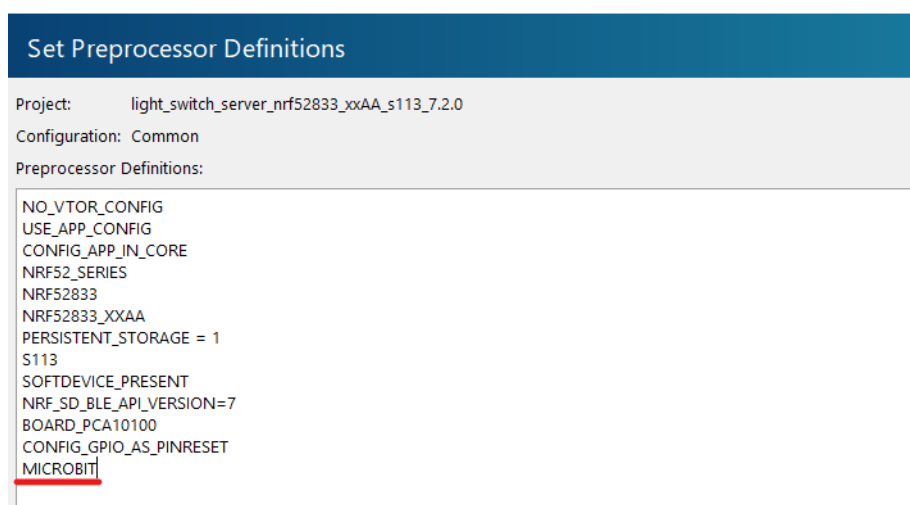 Set Preprocessor Definitions
Project: light_switch_server_nrf52833_xxAA_s113_7.2.0
Configuration: Common
Preprocessor Definitions:
NO_VTOR_CONFIG
USE_APP_CONFIG
CONFIG_APP_IN_CORE
NRF52_SERIES
NRF52833
NRF52833_XXAA
PERSISTENT_STORAGE = 1
S113
SOFTDEVICE_PRESENT
NRF_SD_BLE_API_VERSION=7
BOARD_PCA10100
CONFIG_GPIO_AS_PINRESET
MICROBIT